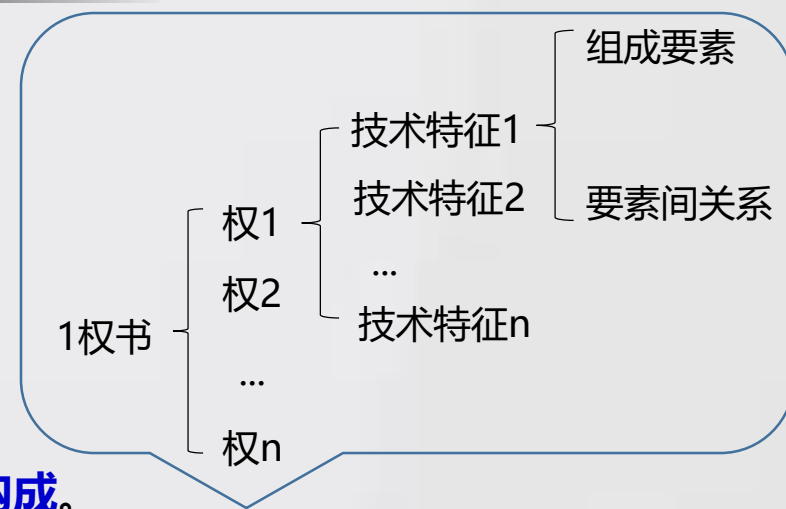 组成要素
技术特征1
技术特征2
要素间关系
权1
...
权2
技术特征n
1权书
...
权n
成。